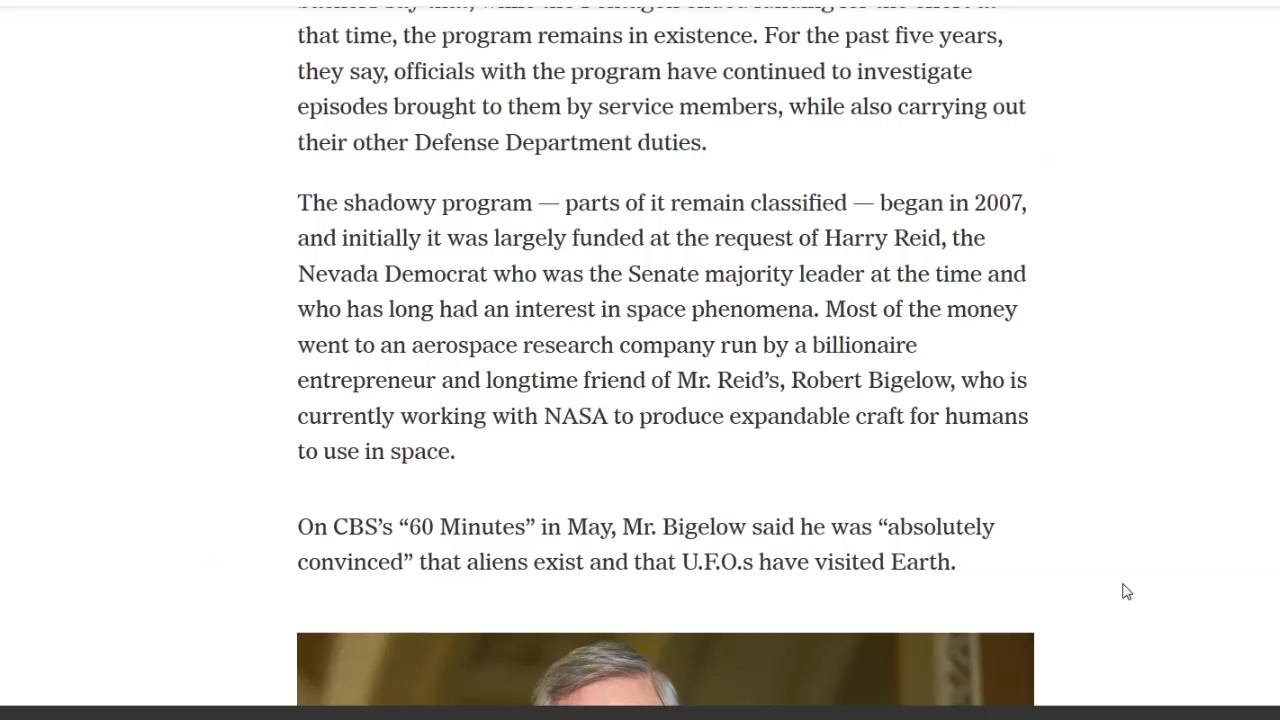 that time, the program remains in existence. For the past five years,
they say, officials with the program have continued to investigate
episodes brought to them by service members, while also carrying out
their other Defense Department duties.
The shadowy program — parts of it remain classified — began in 2007,
and initially it was largely funded at the request of Harry Reid, the
Nevada Democrat who was the Senate majority leader at the time and
who has long had an interest in space phenomena. Most of the money
went to an aerospace research company run by a billionaire
entrepreneur and longtime friend of Mr. Reid’s, Robert Bigelow, who is
currently working with NASA to produce expandable craft for humans
to use in space.
On CBS’s “60 Minutes” in May, Mr. Bigelow said he was “absolutely
convinced” that aliens exist and that U.F.O.s have visited Earth.